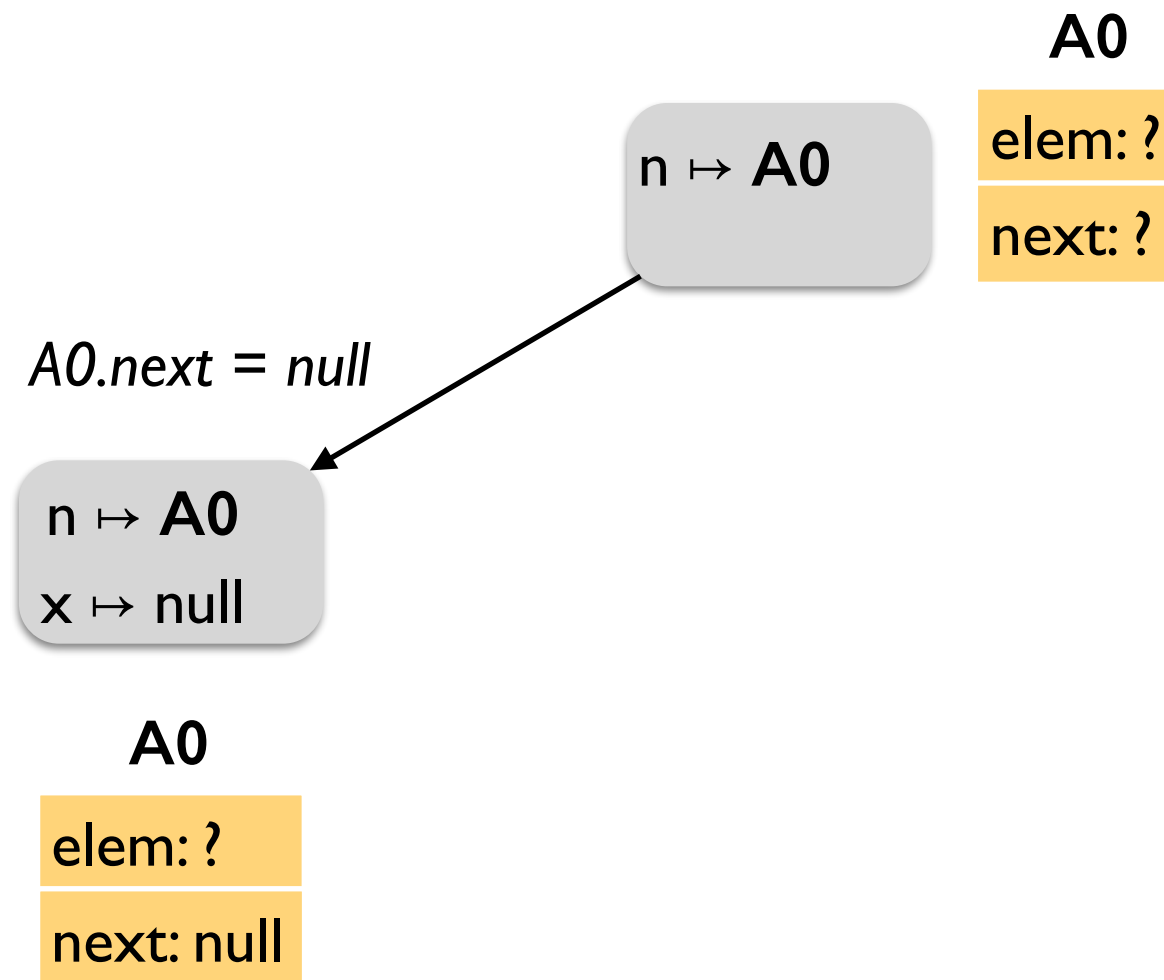 A0
n ↦ A0
elem: ?
next: ?
A0.next = null
n ↦ A0
x ↦ null
A0
elem: ?
next: null